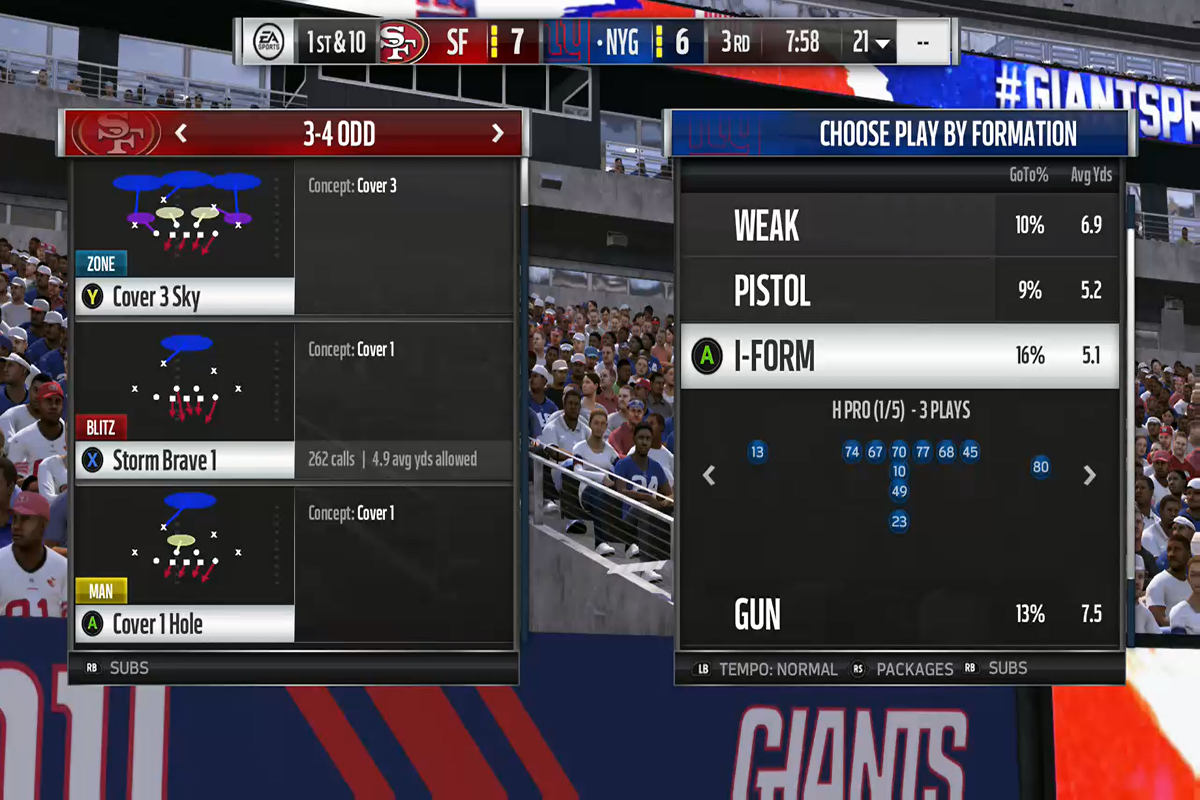 EA SPORTS 1ST & 10 SF 7 • NYG 6 3RD 7:58 21 --
#GIANTSPR
3-4 ODD
Concept: Cover 3
ZONE
Y Cover 3 Sky
Concept: Cover 1
BLITZ
X Storm Brave 1
262 calls | 4.9 avg yds allowed
Concept: Cover 1
MAN
A Cover 1 Hole
RB SUBS
CHOOSE PLAY BY FORMATION
GoTo% Avg Yds
WEAK 10% 6.9
PISTOL 9% 5.2
A I-FORM 16% 5.1
H PRO (1/5) - 3 PLAYS
13 74 67 70 77 68 45 80
10
49
23
GUN 13% 7.5
LB TEMPO: NORMAL RS PACKAGES RB SUBS
GIANTS